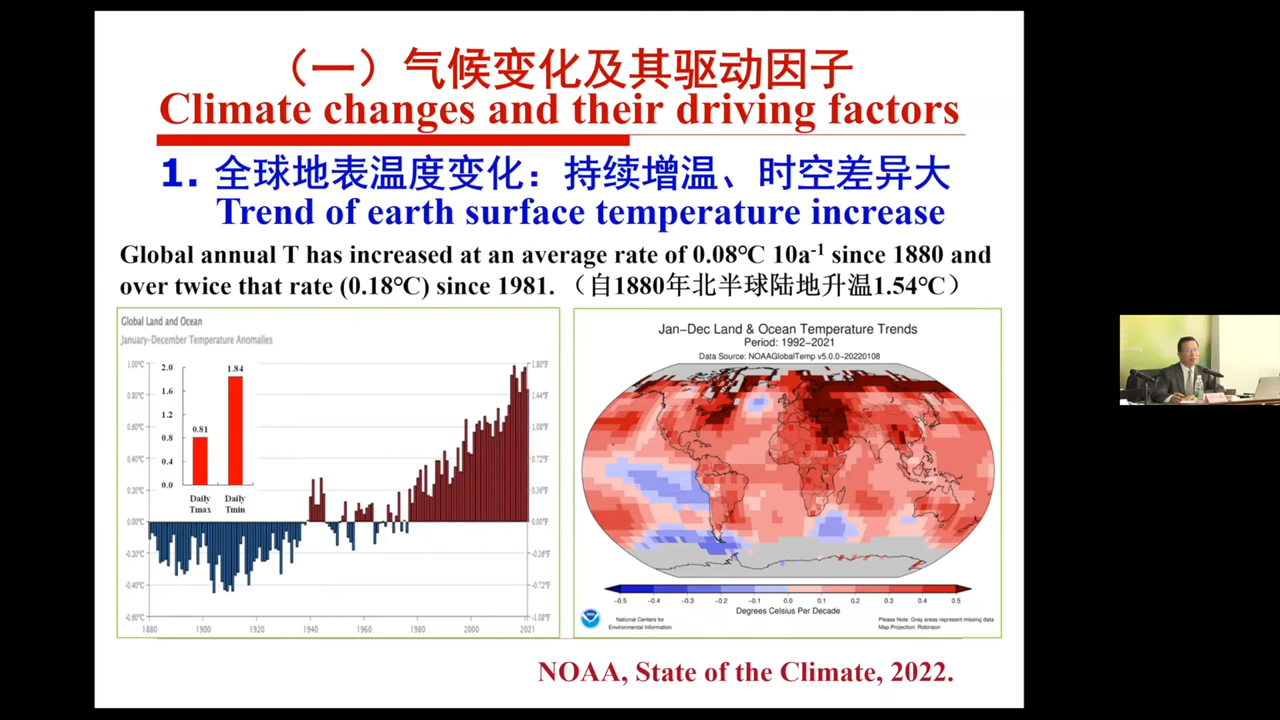 （一）气候变化及其驱动因子
Climate changes and their driving factors
1. 全球地表温度变化：持续增温、时空差异大
Trend of earth surface temperature increase
Global annual T has increased at an average rate of 0.08℃ 10a⁻¹ since 1880 and
over twice that rate (0.18℃) since 1981. （自1880年北半球陆地升温1.54℃）
Global Land and Ocean
January-December Temperature Anomalies
1.00°C
0.80°C
0.60°C
0.40°C
0.20°C
0.00°C
-0.20°C
-0.40°C
-0.60°C
2.0
1.6
1.2
0.8
0.4
0.0
0.81
1.84
Daily Tmax
Daily Tmin
1.80°F
1.44°F
1.08°F
0.72°F
0.36°F
0.00°F
-0.36°F
-0.72°F
-1.08°F
1880 1900 1920 1940 1960 1980 2000 2021
Jan-Dec Land & Ocean Temperature Trends
Period: 1992-2021
Data Source: NOAAGlobalTemp v5.0.0-20220108
-0.5 -0.4 -0.3 -0.2 -0.1 0.0 0.1 0.2 0.3 0.4 0.5
Degrees Celsius Per Decade
National Centers for
Environmental Information
Please Note: Gray areas represent missing data
Map Projection: Robinson
NOAA, State of the Climate, 2022.